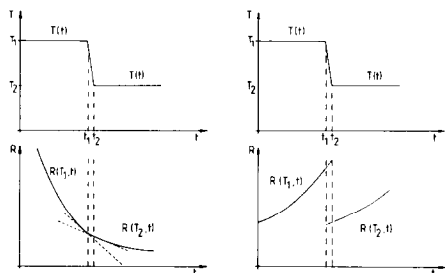 T
T₁
T(t)
T(t)
T₂
t₁ t₂
t
R
R(T₁,t)
R(T₂,t)
t
T
T₁
T(t)
T(t)
T₂
t₁ t₂
t
R
R(T₁,t)
R(T₂,t)
t